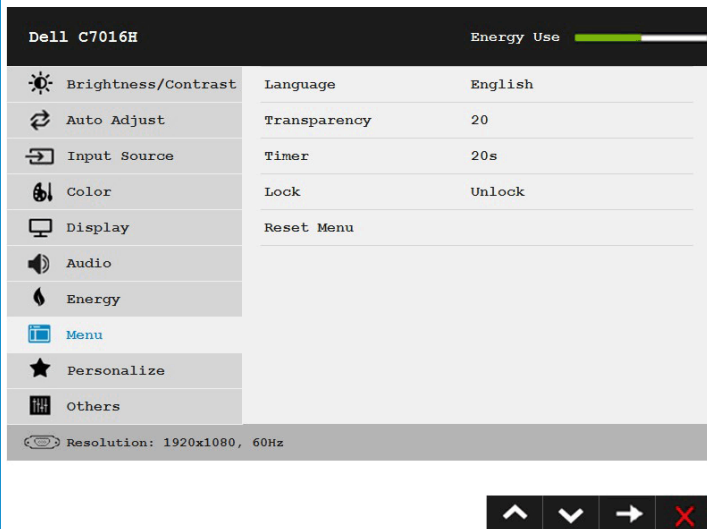 Dell C7016H Energy Use
Brightness/Contrast Language English
Auto Adjust Transparency 20
Input Source Timer 20s
Color Lock Unlock
Display Reset Menu
Audio
Energy
Menu
Personalize
Others
Resolution: 1920x1080, 60Hz